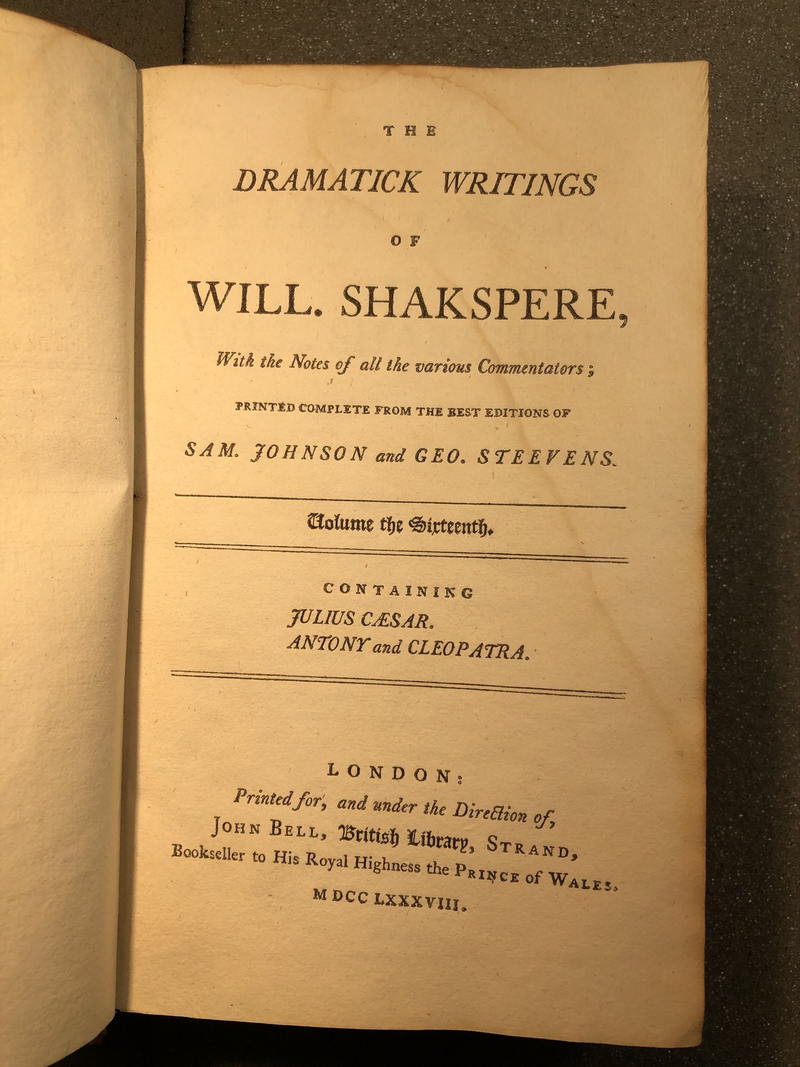 THE
DRAMATICK WRITINGS
OF
WILL. SHAKSPERE,
With the Notes of all the various Commentators;
PRINTED COMPLETE FROM THE BEST EDITIONS OF
SAM. JOHNSON and GEO. STEEVENS.
Volume the Sixteenth.
CONTAINING
JULIUS CÆSAR.
ANTONY and CLEOPATRA.
LONDON:
Printed for, and under the Direction of,
JOHN BELL, British Library, STRAND,
Bookseller to His Royal Highness the PRINCE of WALES.
M DCC LXXXVIII.